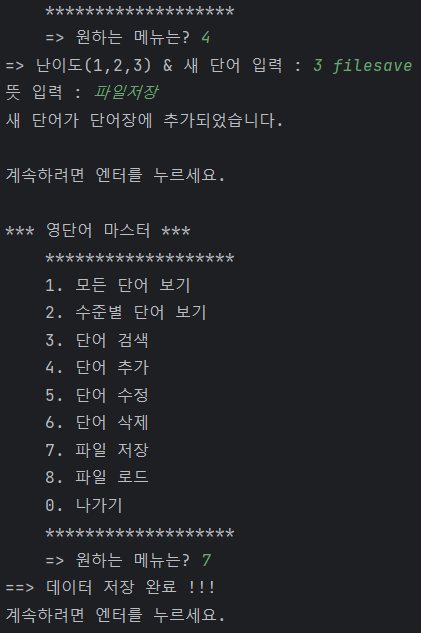 *******************
=> 원하는 메뉴는? 4
=> 난이도(1,2,3) & 새 단어 입력 : 3 filesave
뜻 입력 : 파일저장
새 단어가 단어장에 추가되었습니다.
계속하려면 엔터를 누르세요.
*** 영단어 마스터 ***
*******************
1. 모든 단어 보기
2. 수준별 단어 보기
3. 단어 검색
4. 단어 추가
5. 단어 수정
6. 단어 삭제
7. 파일 저장
8. 파일 로드
0. 나가기
*******************
=> 원하는 메뉴는? 7
==> 데이터 저장 완료 !!!
계속하려면 엔터를 누르세요.